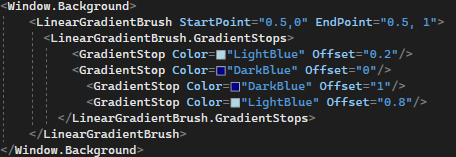 <Window.Background>
<LinearGradientBrush StartPoint="0.5,0" EndPoint="0.5, 1">
<LinearGradientBrush.GradientStops>
<GradientStop Color="LightBlue" Offset="0.2"/>
<GradientStop Color="DarkBlue" Offset="0"/>
<GradientStop Color="DarkBlue" Offset="1"/>
<GradientStop Color="LightBlue" Offset="0.8"/>
</LinearGradientBrush.GradientStops>
</LinearGradientBrush>
</Window.Background>